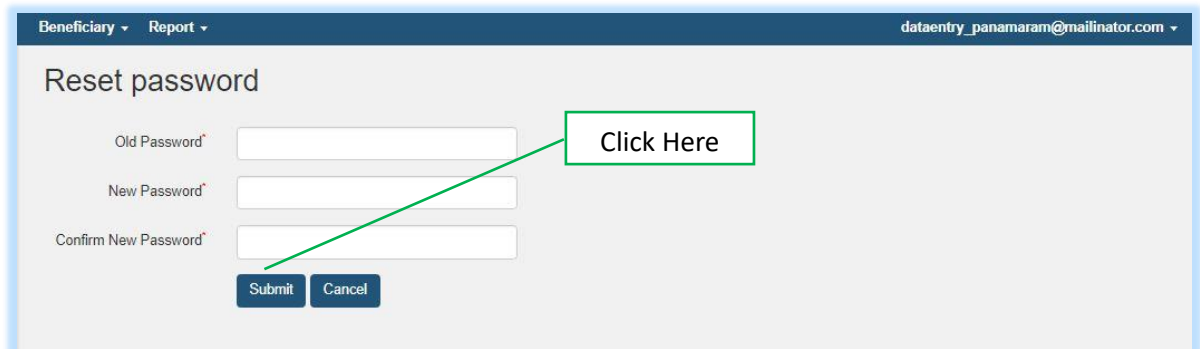 Beneficiary Report dataentry_panamaram@mailinator.com
Reset password
Old Password*
Click Here
New Password*
Confirm New Password*
Submit Cancel